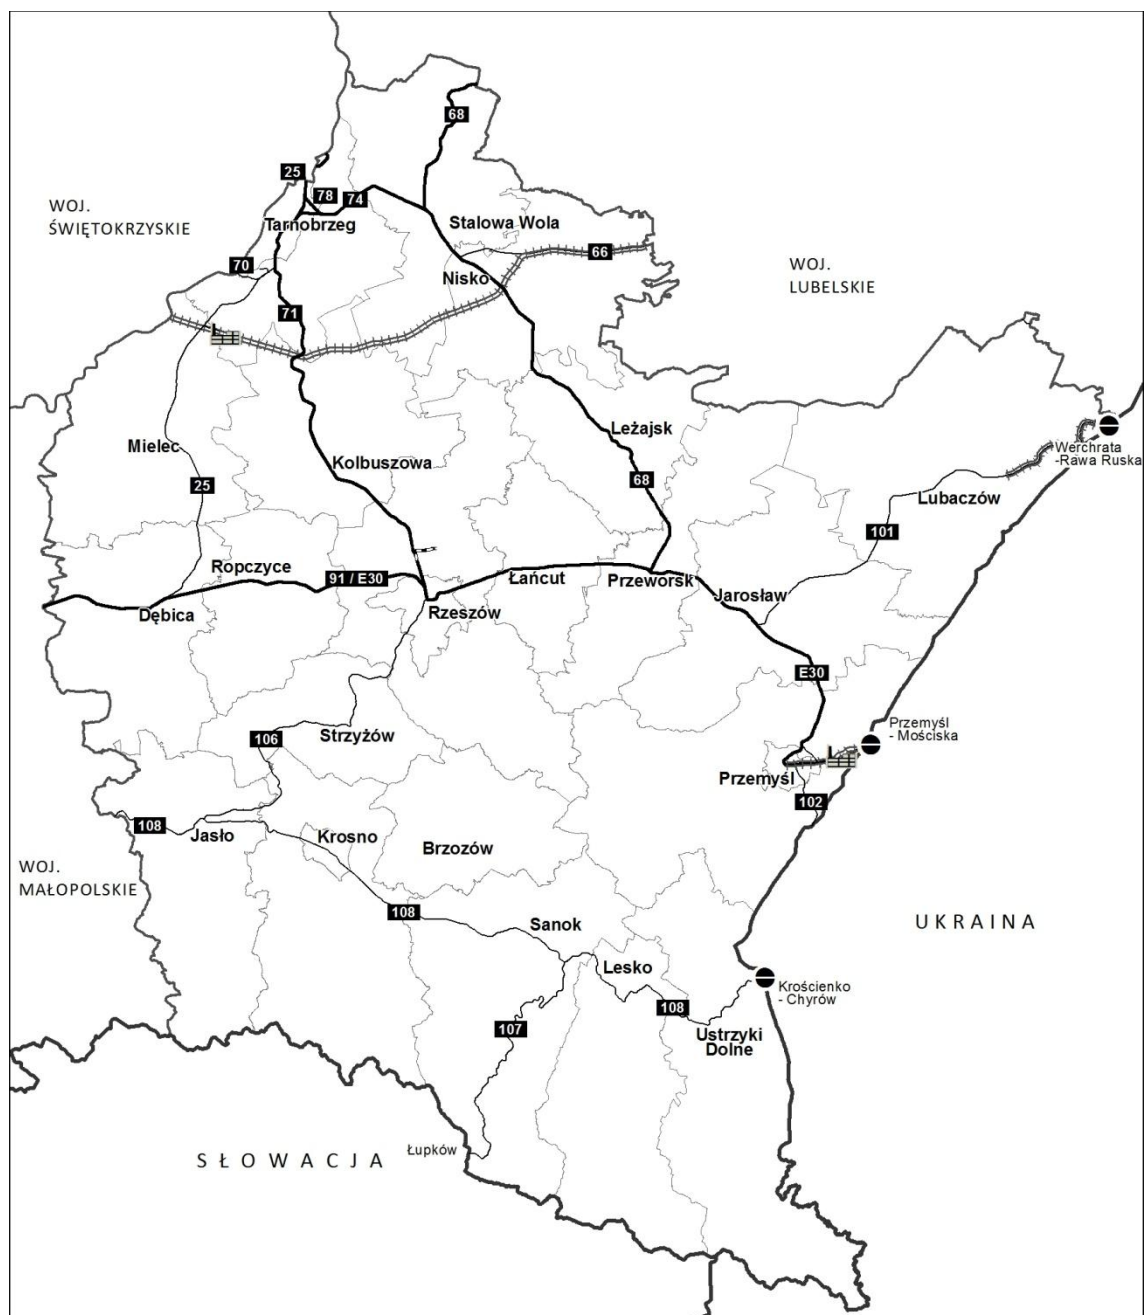 68
25
78
74
WOJ.
ŚWIĘTOKRZYSKIE
Tarnobrzeg
Stalowa Wola
66
70
WOJ.
LUBELSKIE
Nisko
71
L
Leżajsk
Mielec
Kolbuszowa
Werchrata
-Rawa Ruska
25
68
Lubaczów
101
Ropczyce
91 / E30
Łańcut
Przeworsk
Jarosław
Dębica
Rzeszów
E30
Przemyśl
- Mościska
106
Strzyżów
L
Przemyśl
102
108
Jasło
Krosno
Brzozów
WOJ.
MAŁOPOLSKIE
108
Sanok
UKRAINA
Lesko
Krościenko
- Chyrów
108
107
Ustrzyki
Dolne
Łupków
SŁOWACJA